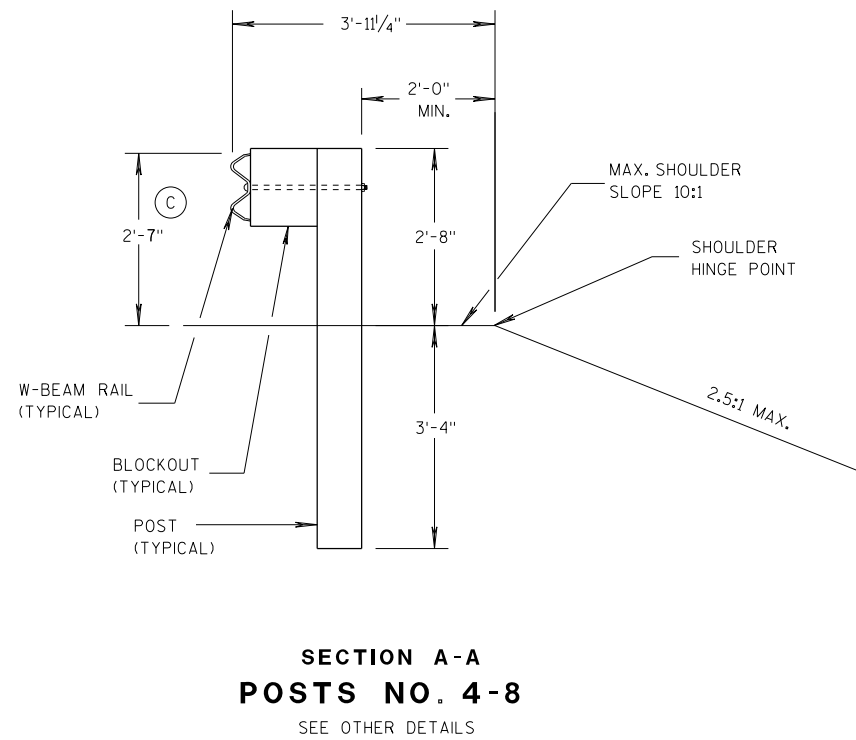 3'-11 1/4"
2'-0"
MIN.
MAX. SHOULDER
SLOPE 10:1
C
2'-7"
2'-8"
SHOULDER
HINGE POINT
W-BEAM RAIL
(TYPICAL)
2.5:1 MAX.
3'-4"
BLOCKOUT
(TYPICAL)
POST
(TYPICAL)
SECTION A-A
POSTS NO. 4-8
SEE OTHER DETAILS